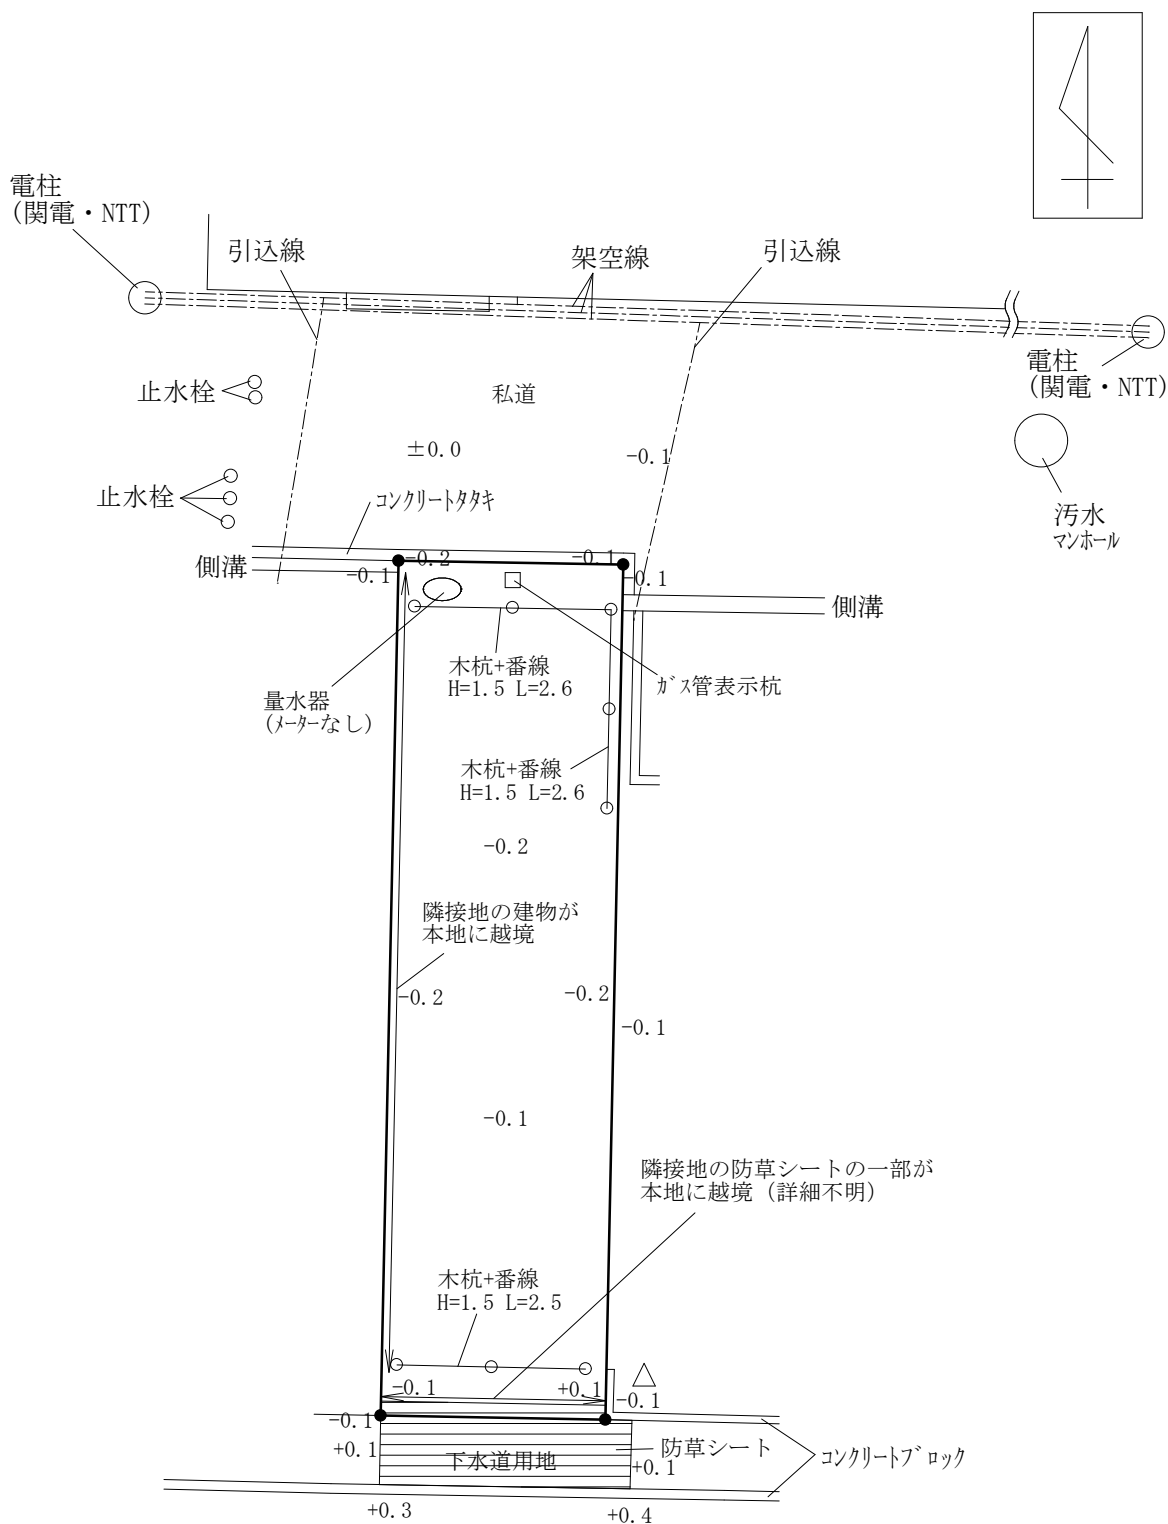 電柱
(関電・NTT)
引込線
架空線
引込線
電柱
(関電・NTT)
止水栓
私道
±0.0
-0.1
止水栓
コンクリートタタキ
汚水
マンホール
側溝
-0.1
-0.2
-0.1
-0.1
側溝
木杭+番線
H=1.5 L=2.6
ガス管表示杭
量水器
(メーターなし)
木杭+番線
H=1.5 L=2.6
-0.2
隣接地の建物が
本地に越境
-0.2
-0.2
-0.1
-0.1
隣接地の防草シートの一部が
本地に越境(詳細不明)
木杭+番線
H=1.5 L=2.5
-0.1
+0.1
-0.1
-0.1
+0.1
下水道用地
防草シート
+0.1
コンクリートブロック
+0.3
+0.4